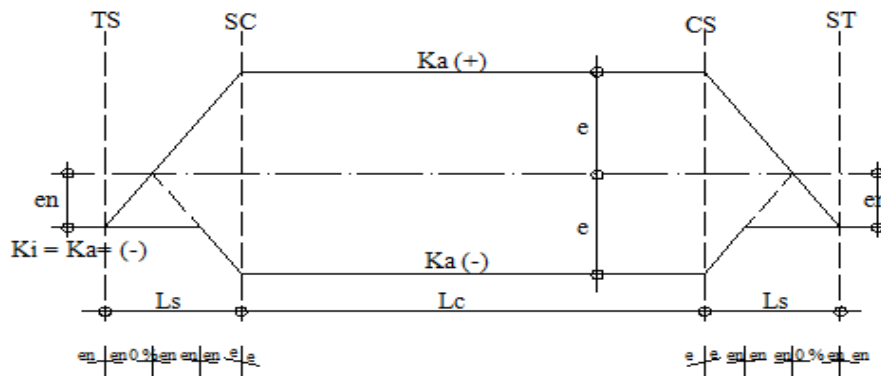 TS SC CS ST
Ka (+)
e
en en
e
Ki = Ka= (-)
Ka (-)
Ls Lc Ls
en en 0% en en en e e e e en en en 0% en en